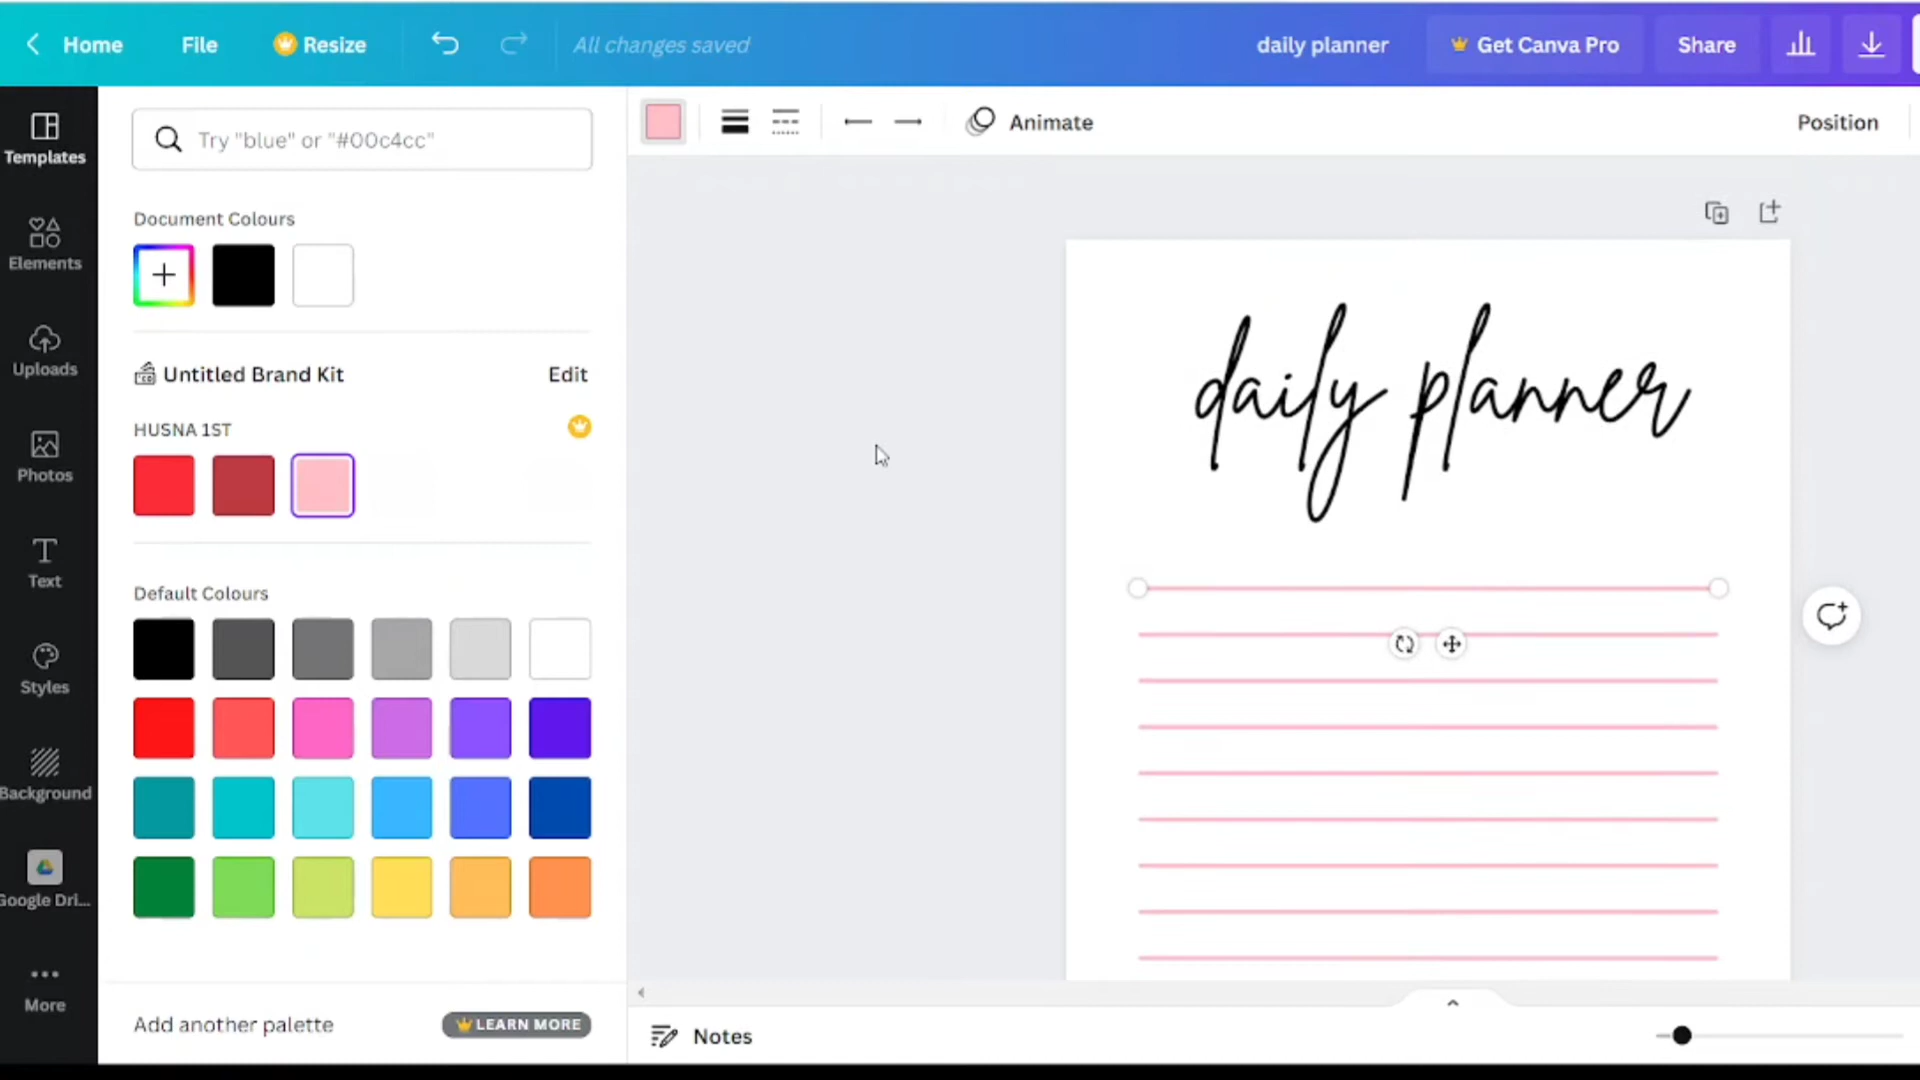 Home File Resize All changes saved daily planner Get Canva Pro Share
Templates
Elements
Uploads
Photos
Text
Styles
Background
Google Dri...
More
Try "blue" or "#00c4cc"
Document Colours
Untitled Brand Kit Edit
HUSNA 1ST
Default Colours
Add another palette LEARN MORE
Animate Position
daily planner
Notes